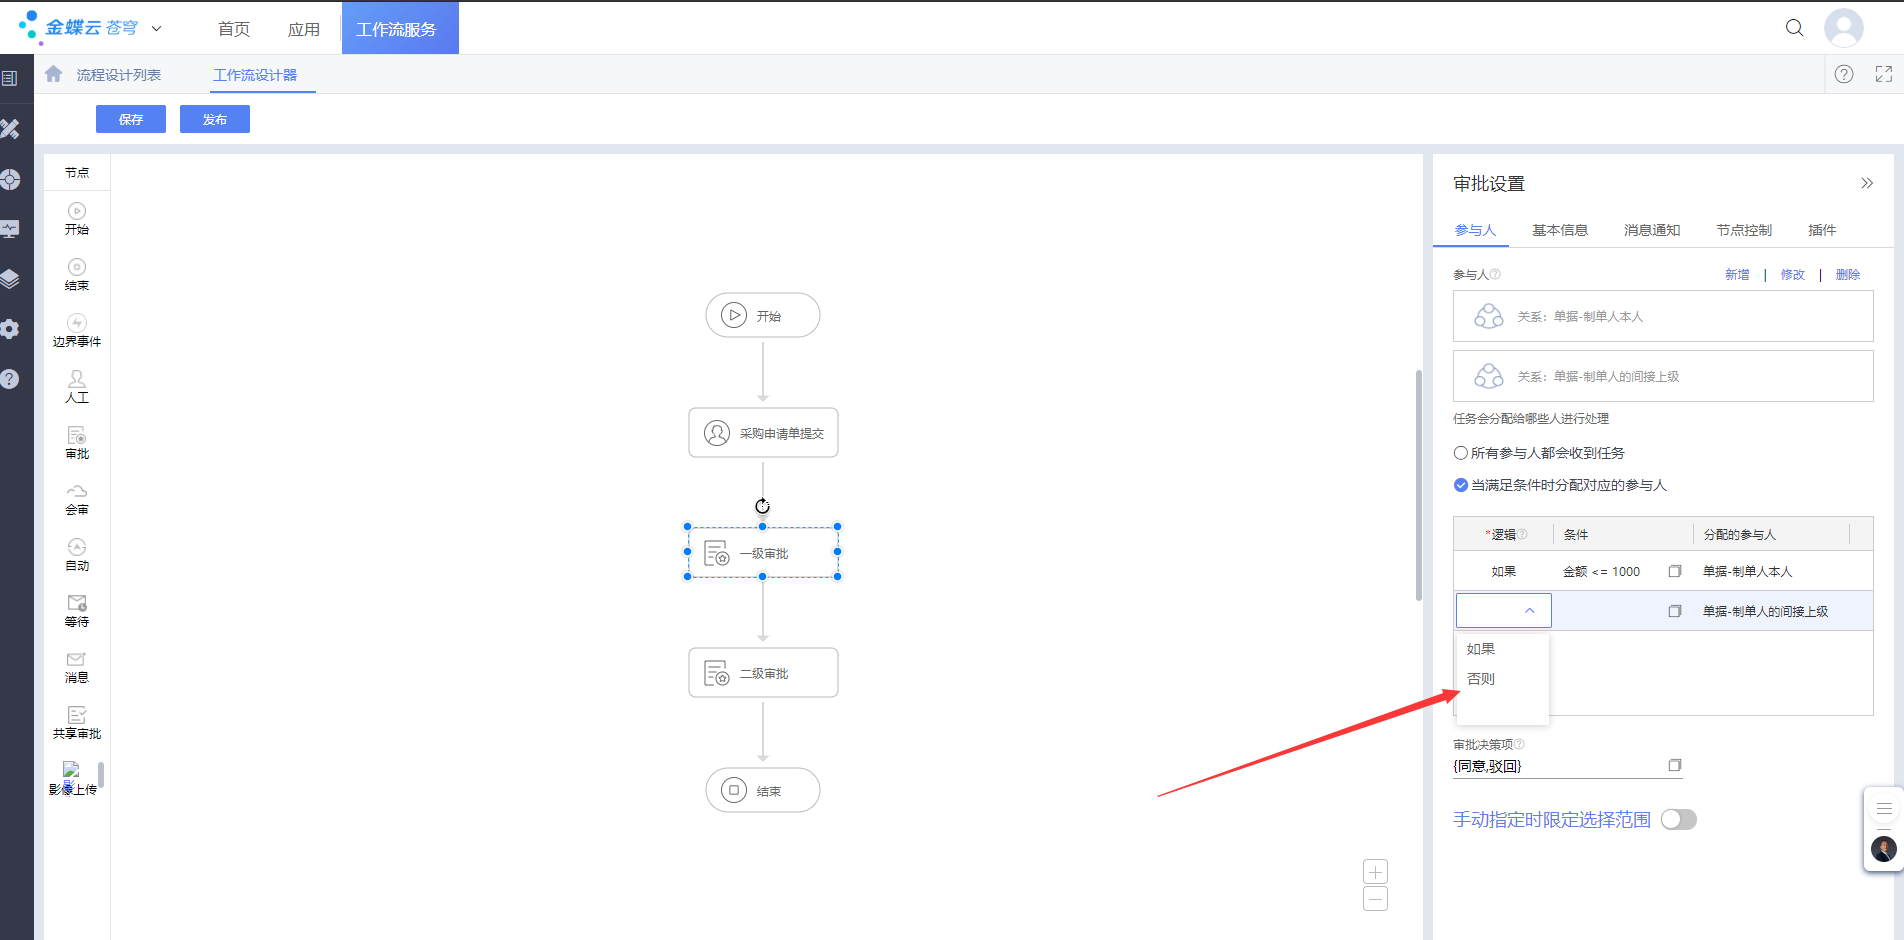 金蝶云 苍穹
首页
应用
工作流服务
流程设计列表
工作流设计器
保存
发布
节点
开始
结束
边界事件
人工
审批
会审
自动
等待
消息
共享审批
影像上传
开始
采购申请单提交
一级审批
二级审批
结束
审批设置
参与人
基本信息
消息通知
节点控制
插件
参与人
新增 | 修改 | 删除
关系：单据-制单人本人
关系：单据-制单人的间接上级
任务会分配给哪些人进行处理
所有参与人都会收到任务
当满足条件时分配对应的参与人
*逻辑 条件 分配的参与人
如果 金额 <= 1000 单据-制单人本人
单据-制单人的间接上级
如果
否则
审批决策项
{同意,驳回}
手动指定时限定选择范围